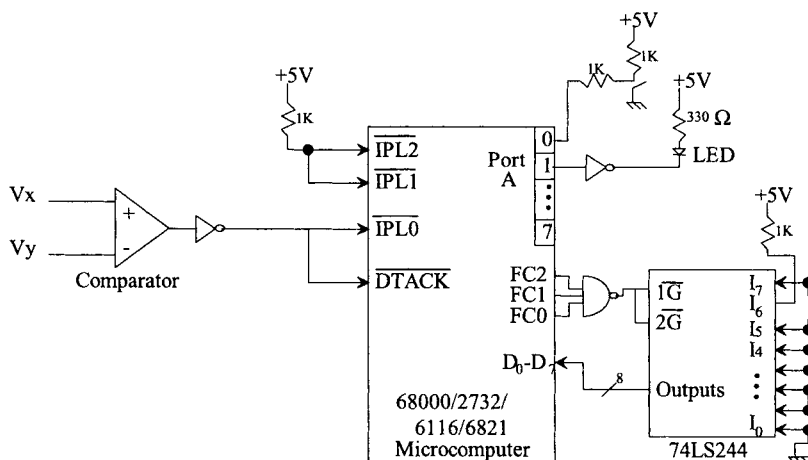 +5V
1K
+5V
1K
+5V
330 Ω
LED
+5V
1K
1K
IPL2
IPL1
IPL0
DTACK
Port
A
0
1
7
Vx
Vy
+
-
Comparator
FC2
FC1
FC0
D0-D7
8
1G
2G
Outputs
I7
I6
I5
I4
I0
68000/2732/
6116/6821
Microcomputer
74LS244